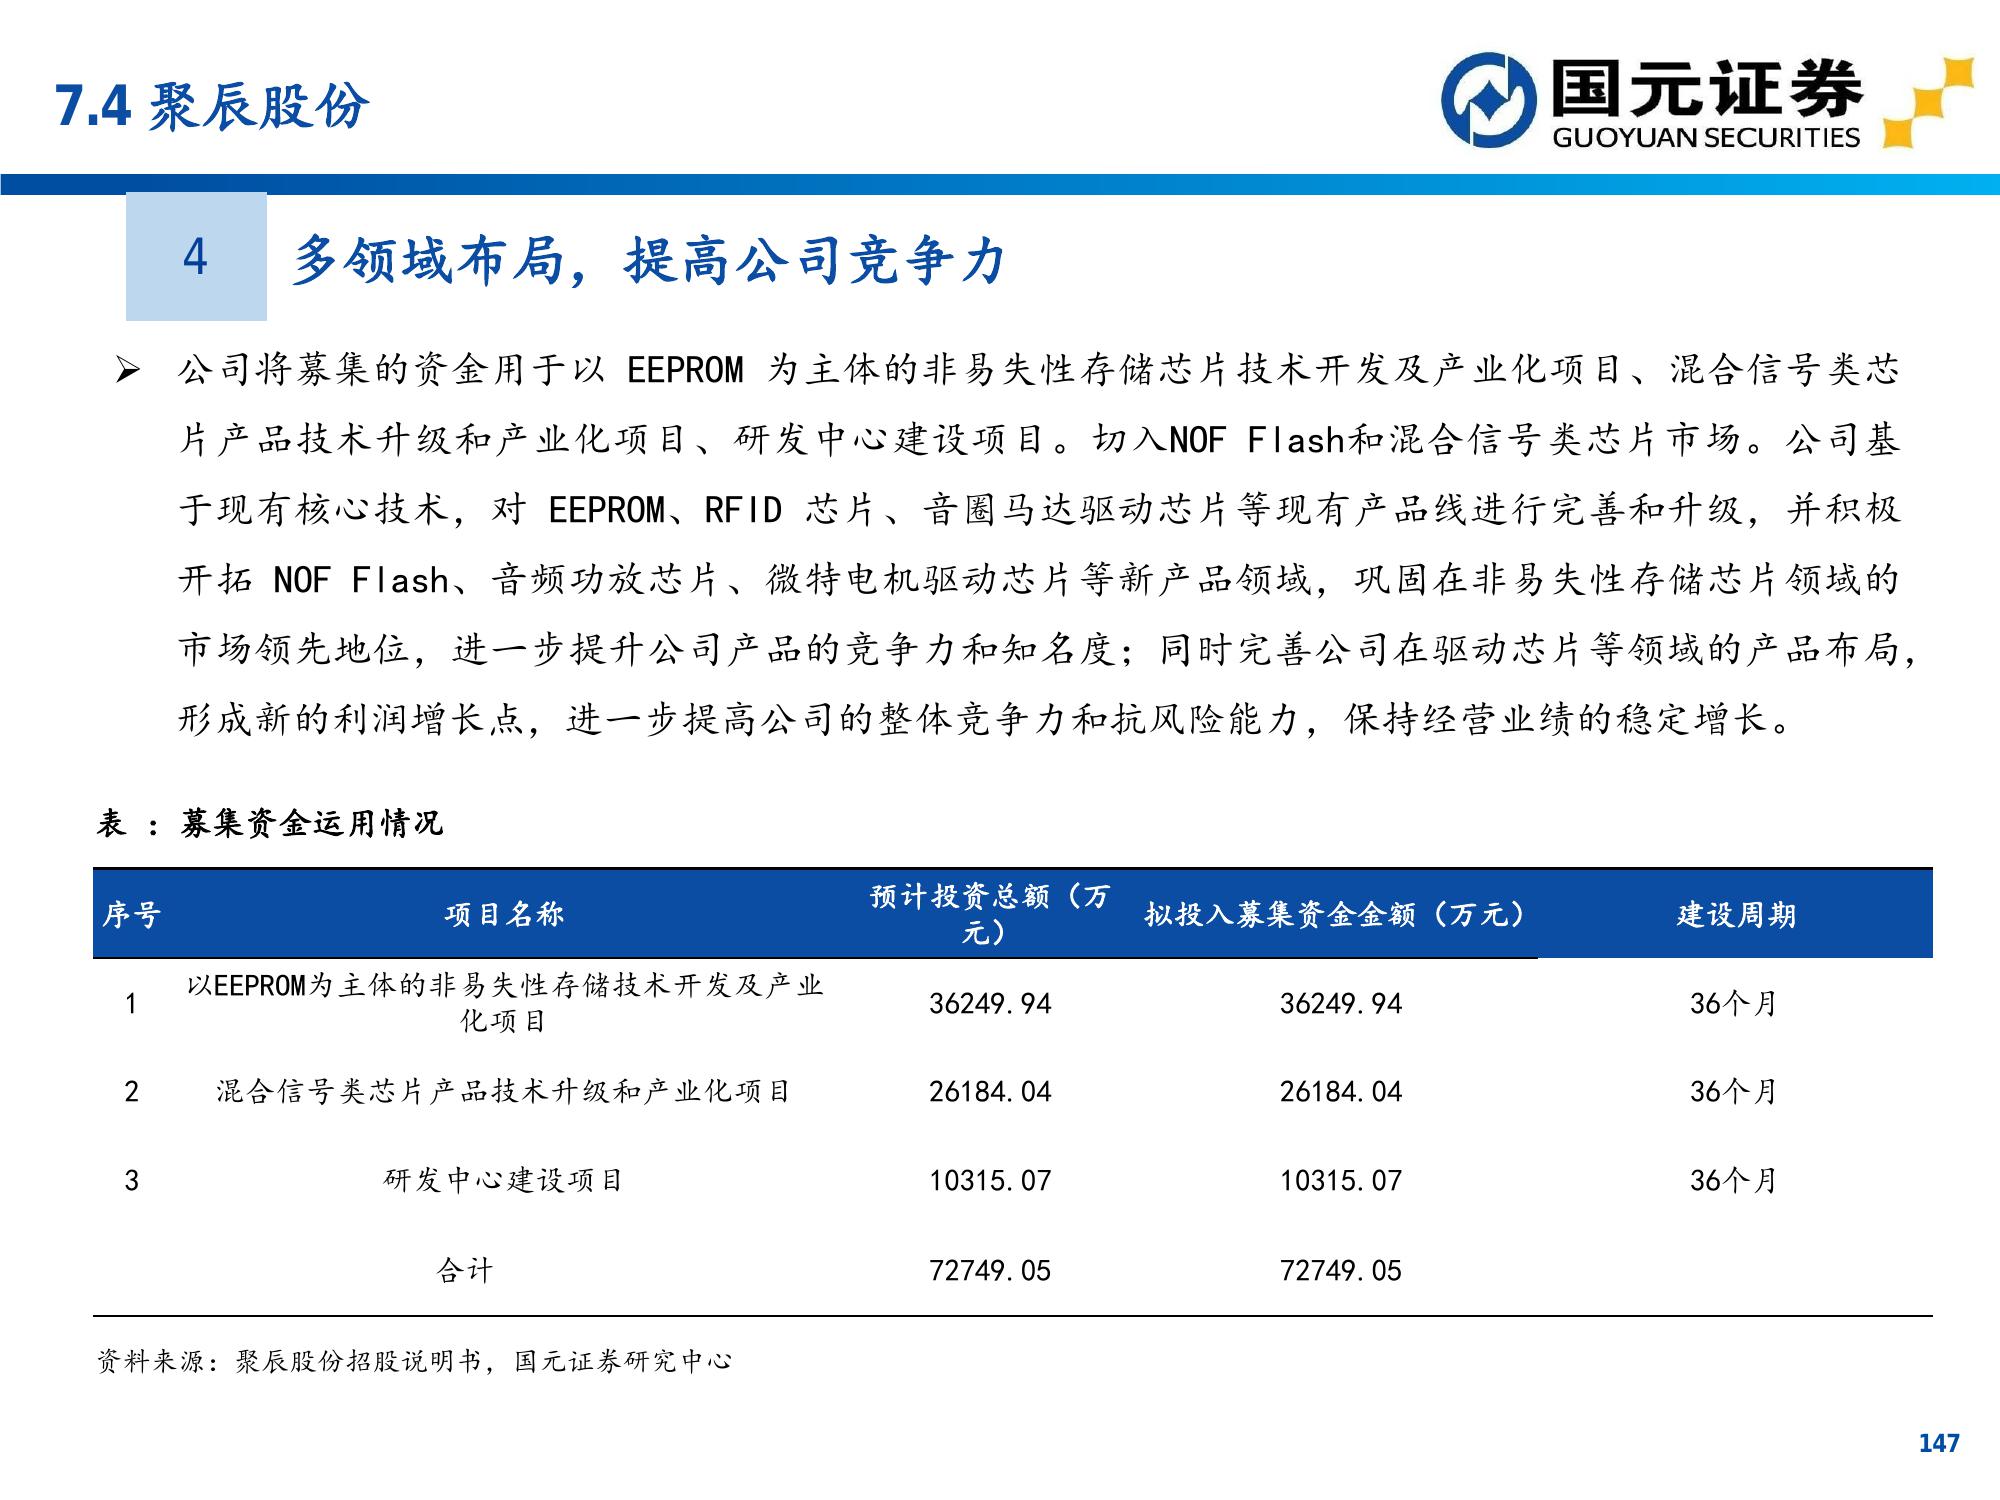 7.4 聚辰股份
国元证券
GUOYUAN SECURITIES
4
多领域布局，提高公司竞争力
➢ 公司将募集的资金用于以 EEPROM 为主体的非易失性存储芯片技术开发及产业化项目、混合信号类芯
片产品技术升级和产业化项目、研发中心建设项目。切入NOF Flash和混合信号类芯片市场。公司基
于现有核心技术，对 EEPROM、RFID 芯片、音圈马达驱动芯片等现有产品线进行完善和升级，并积极
开拓 NOF Flash、音频功放芯片、微特电机驱动芯片等新产品领域，巩固在非易失性存储芯片领域的
市场领先地位，进一步提升公司产品的竞争力和知名度；同时完善公司在驱动芯片等领域的产品布局，
形成新的利润增长点，进一步提高公司的整体竞争力和抗风险能力，保持经营业绩的稳定增长。
表 ：募集资金运用情况
序号 项目名称 预计投资总额（万 拟投入募集资金金额（万元） 建设周期
元）
1 以EEPROM为主体的非易失性存储技术开发及产业 36249.94 36249.94 36个月
化项目
2 混合信号类芯片产品技术升级和产业化项目 26184.04 26184.04 36个月
3 研发中心建设项目 10315.07 10315.07 36个月
合计 72749.05 72749.05
资料来源：聚辰股份招股说明书，国元证券研究中心
147